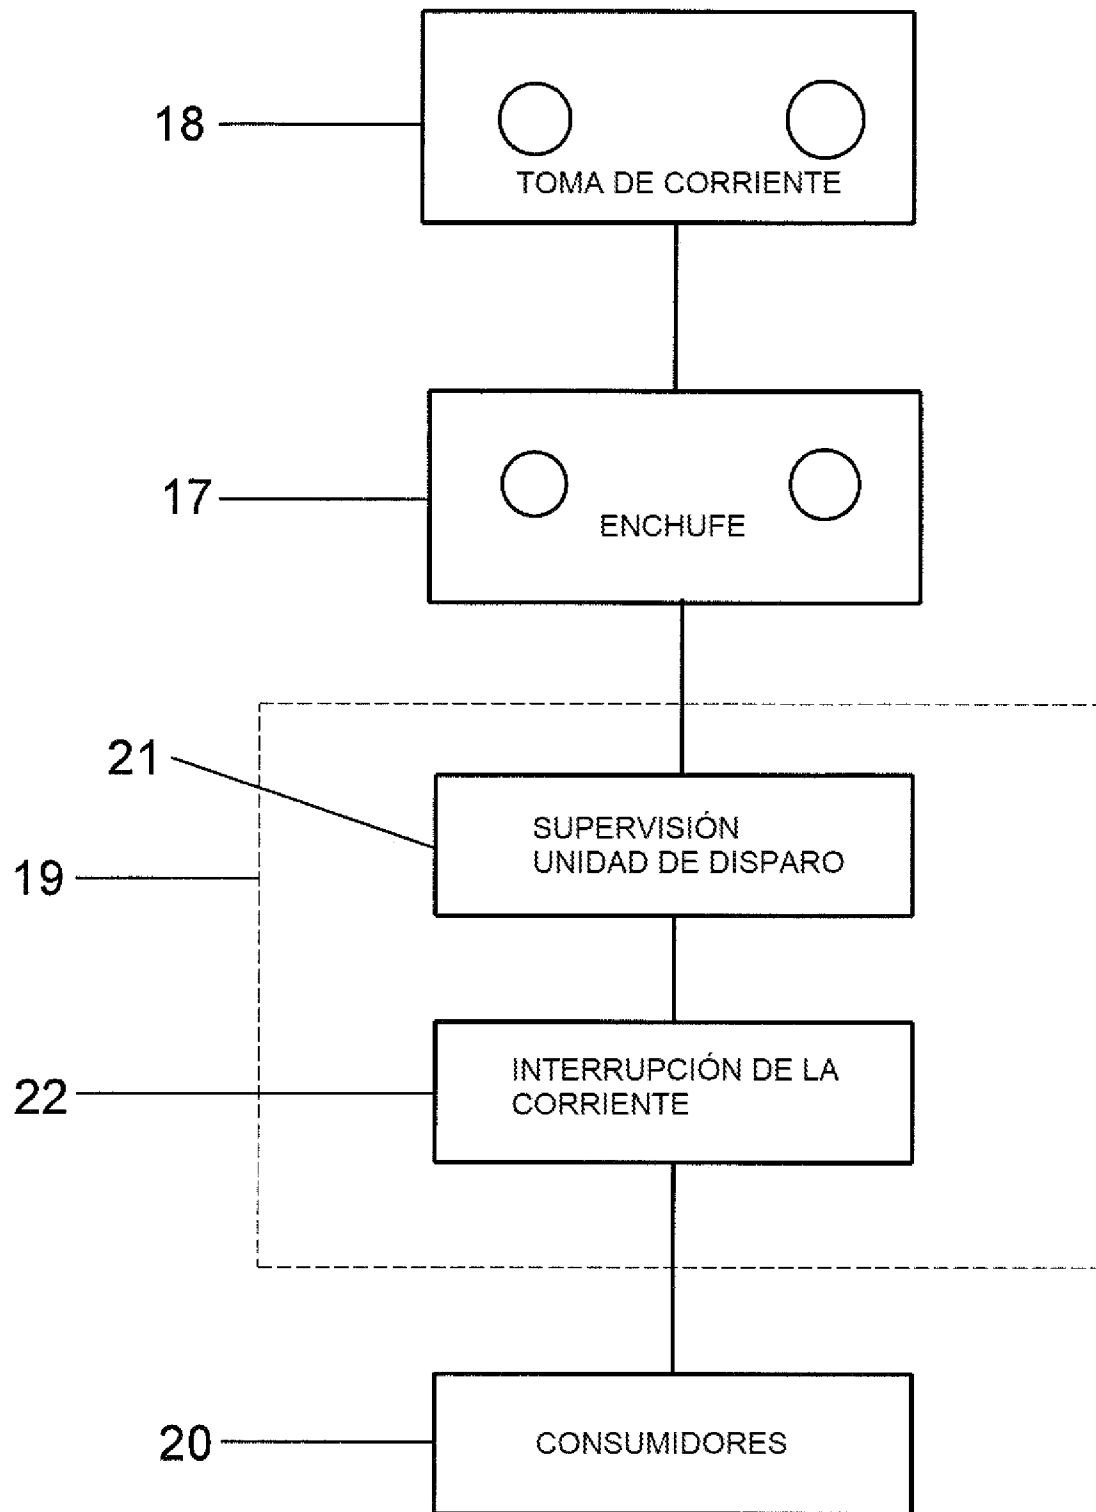 18
TOMA DE CORRIENTE
17
ENCHUFE
21
SUPERVISIÓN
UNIDAD DE DISPARO
19
INTERRUPCIÓN DE LA
CORRIENTE
22
20
CONSUMIDORES